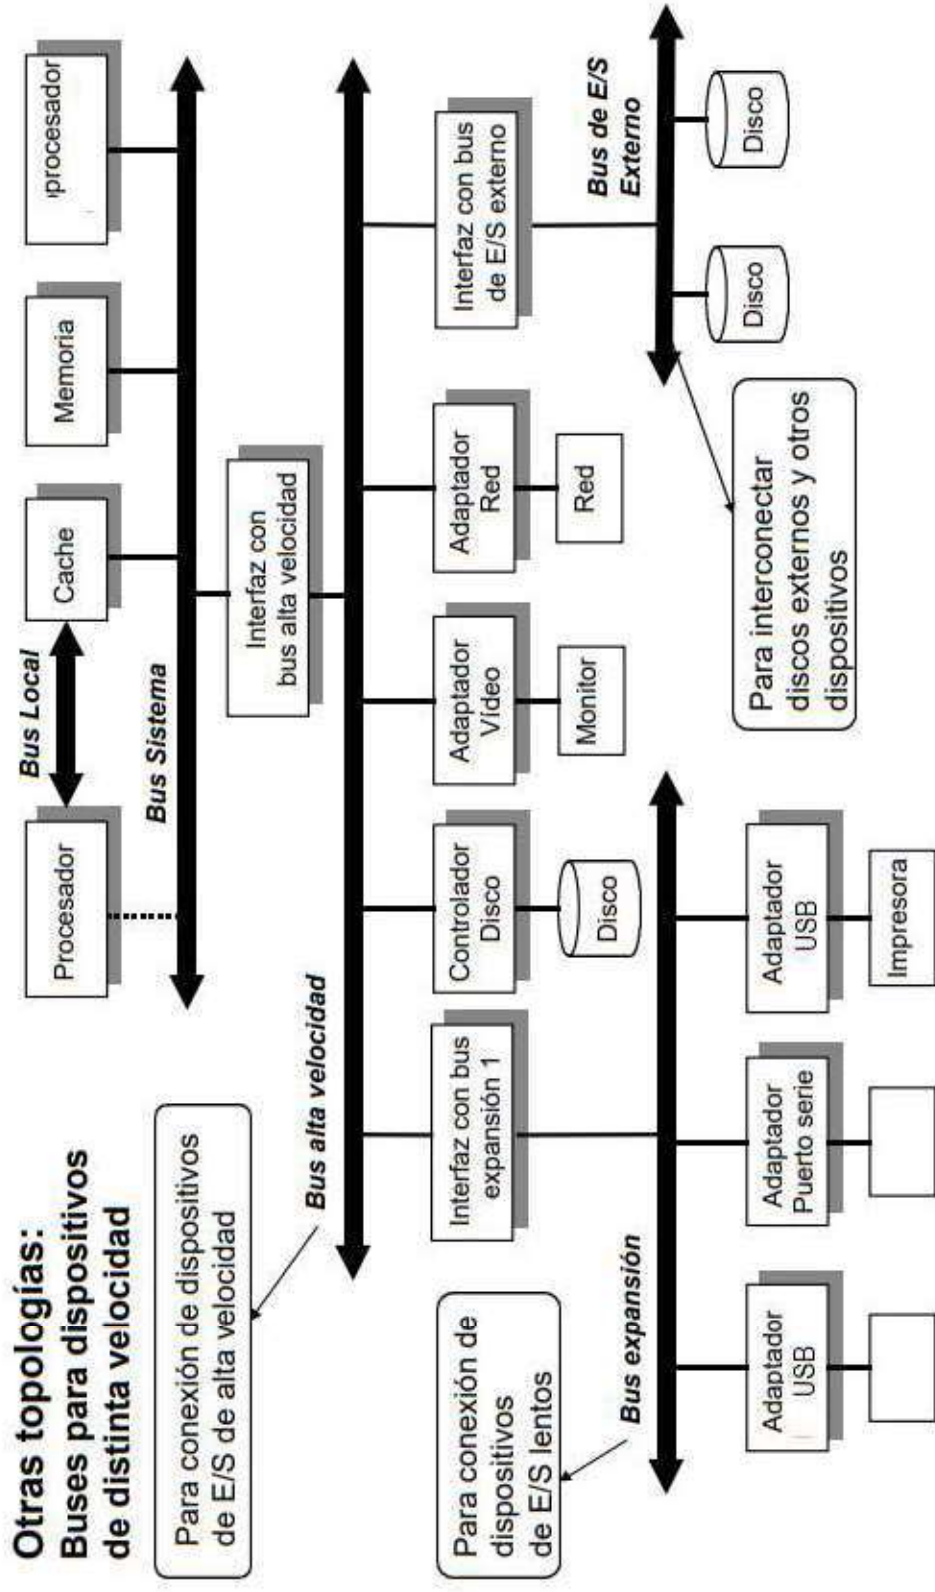 Otras topologías:
Buses para dispositivos
de distinta velocidad
Procesador
Bus Local
Cache
Memoria
procesador
Bus Sistema
Interfaz con
bus alta velocidad
Para conexión de dispositivos
de E/S de alta velocidad
Bus alta velocidad
Interfaz con bus
expansión 1
Controlador
Disco
Adaptador
Vídeo
Adaptador
Red
Interfaz con bus
de E/S externo
Disco
Monitor
Red
Bus de E/S
Externo
Para conexión de
dispositivos
de E/S lentos
Bus expansión
Disco
Disco
Para interconectar
discos externos y otros
dispositivos
Adaptador
USB
Adaptador
Puerto serie
Adaptador
USB
Impresora